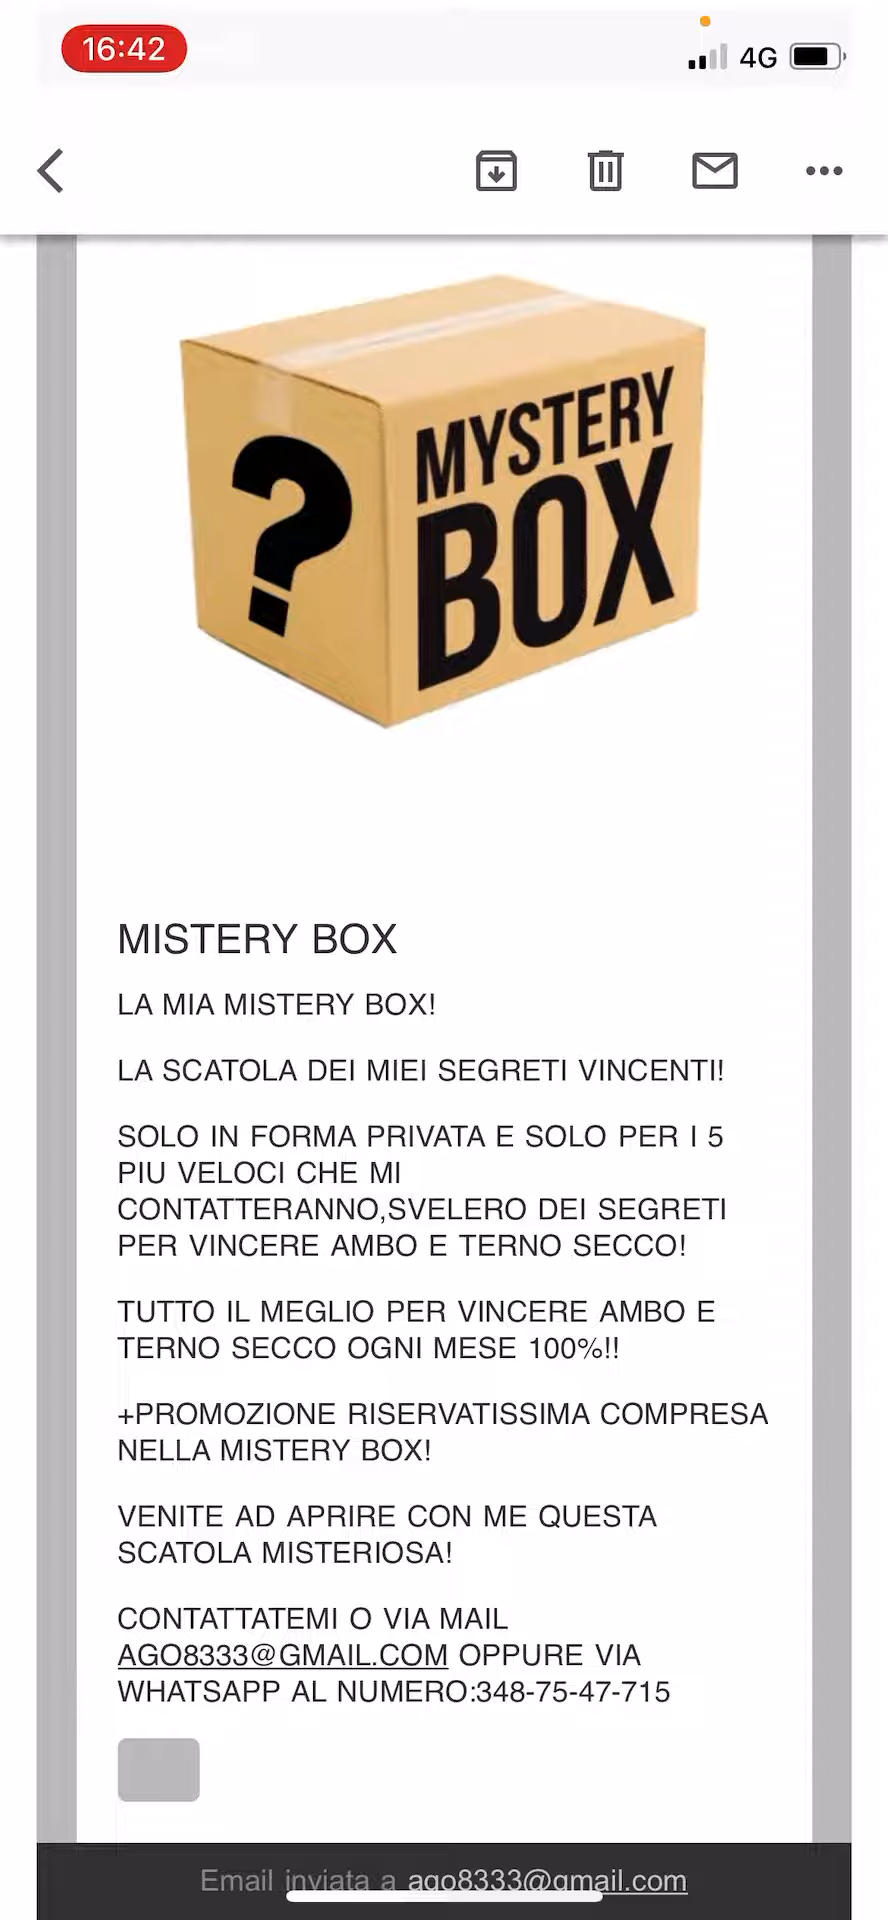 16:42
4G
?
MYSTERY
BOX
MISTERY BOX
LA MIA MISTERY BOX!
LA SCATOLA DEI MIEI SEGRETI VINCENTI!
SOLO IN FORMA PRIVATA E SOLO PER I 5
PIU VELOCI CHE MI
CONTATTERANNO,SVELERO DEI SEGRETI
PER VINCERE AMBO E TERNO SECCO!
TUTTO IL MEGLIO PER VINCERE AMBO E
TERNO SECCO OGNI MESE 100%!!
+PROMOZIONE RISERVATISSIMA COMPRESA
NELLA MISTERY BOX!
VENITE AD APRIRE CON ME QUESTA
SCATOLA MISTERIOSA!
CONTATTATEMI O VIA MAIL
AGO8333@GMAIL.COM OPPURE VIA
WHATSAPP AL NUMERO:348-75-47-715
Email inviata a ago8333@gmail.com